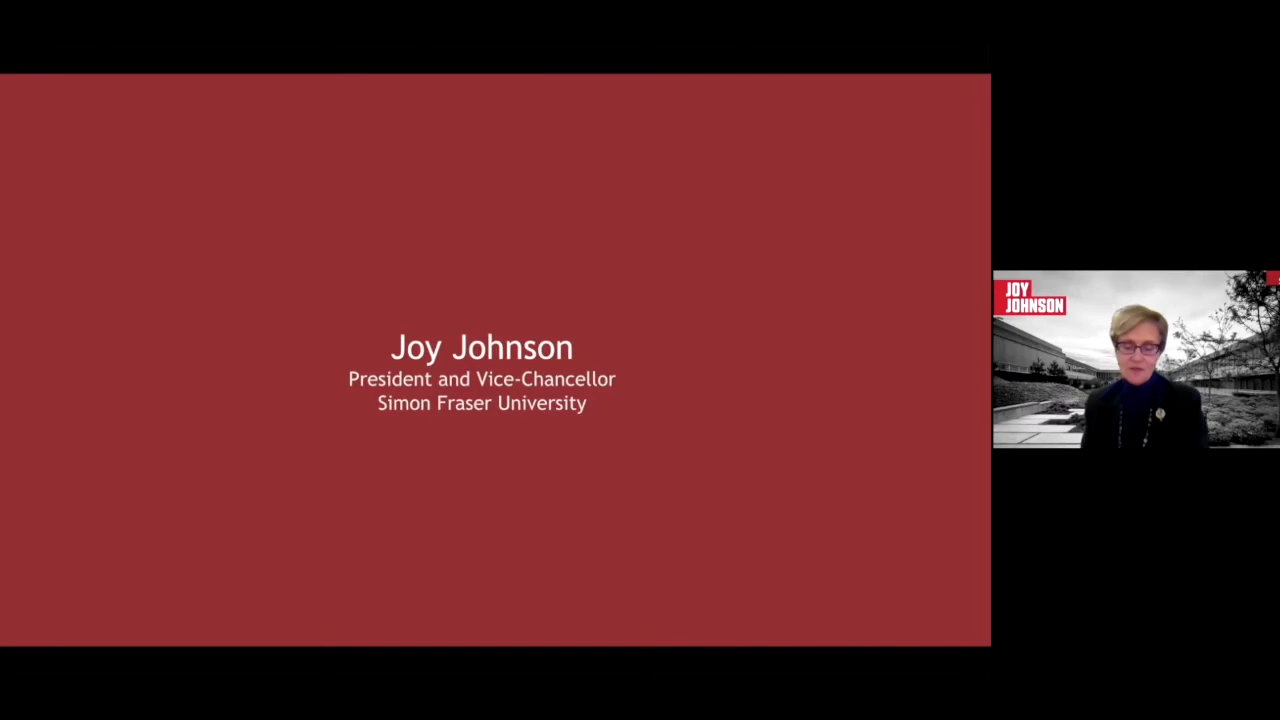 Joy Johnson
President and Vice-Chancellor
Simon Fraser University
JOY
JOHNSON